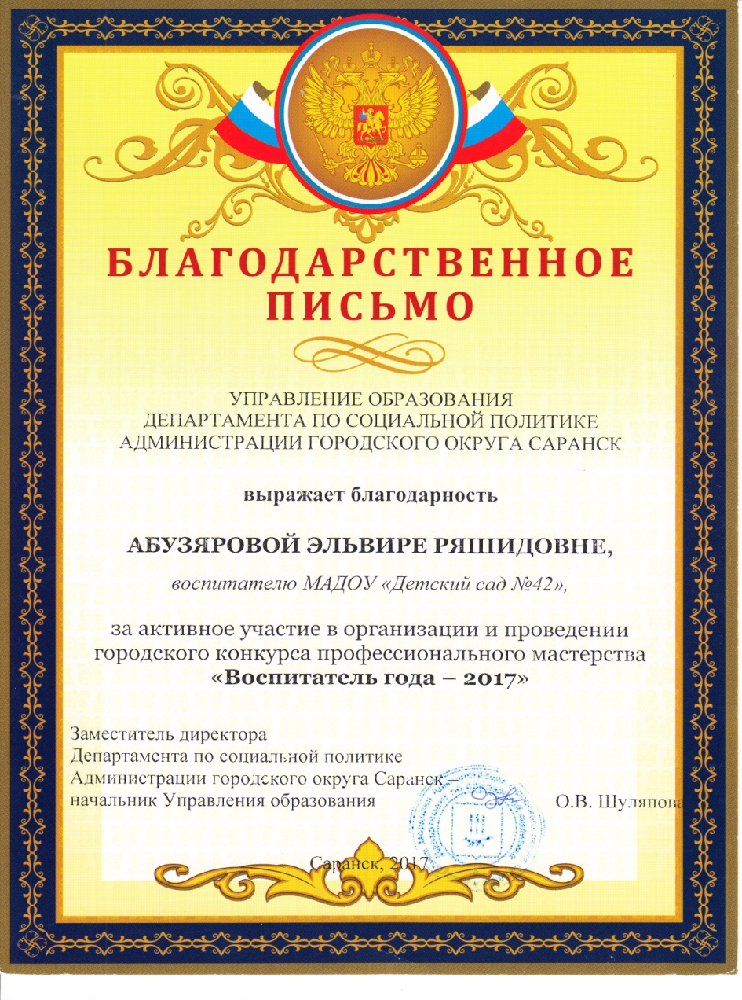 БЛАГОДАРСТВЕННОЕ
ПИСЬМО
УПРАВЛЕНИЕ ОБРАЗОВАНИЯ
ДЕПАРТАМЕНТА ПО СОЦИАЛЬНОЙ ПОЛИТИКЕ
АДМИНИСТРАЦИИ ГОРОДСКОГО ОКРУГА САРАНСК
выражает благодарность
АБУЗЯРОВОЙ ЭЛЬВИРЕ РЯШИДОВНЕ,
воспитателю МАДОУ «Детский сад №42»,
за активное участие в организации и проведении
городского конкурса профессионального мастерства
«Воспитатель года – 2017»
Заместитель директора
Департамента по социальной политике
Администрации городского округа Саранск –
начальник Управления образования
О.В. Шуляпова
Саранск, 2017